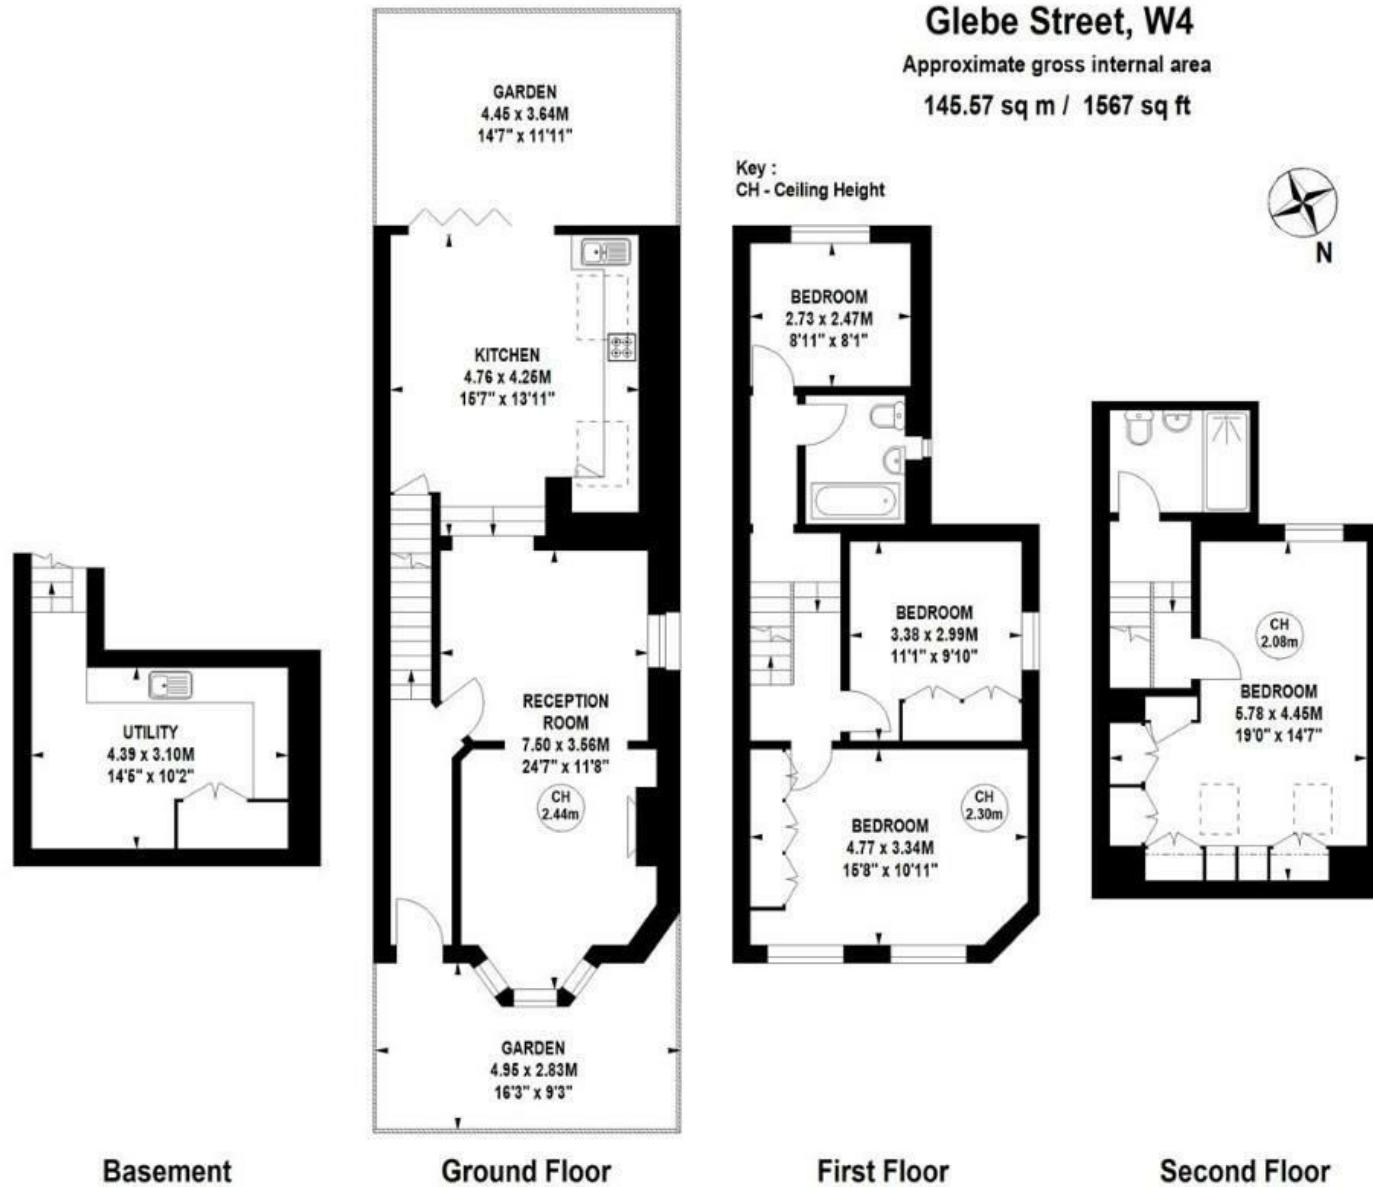 Glebe Street, W4
Approximate gross internal area
145.57 sq m / 1567 sq ft
Key :
CH - Ceiling Height
N
GARDEN
4.45 x 3.64M
14'7" x 11'11"
KITCHEN
4.76 x 4.25M
15'7" x 13'11"
RECEPTION
ROOM
7.50 x 3.56M
24'7" x 11'8"
CH
2.44m
GARDEN
4.95 x 2.83M
16'3" x 9'3"
UTILITY
4.39 x 3.10M
14'5" x 10'2"
BEDROOM
2.73 x 2.47M
8'11" x 8'1"
BEDROOM
3.38 x 2.99M
11'1" x 9'10"
BEDROOM
4.77 x 3.34M
15'8" x 10'11"
CH
2.30m
CH
2.08m
BEDROOM
5.78 x 4.45M
19'0" x 14'7"
Basement
Ground Floor
First Floor
Second Floor